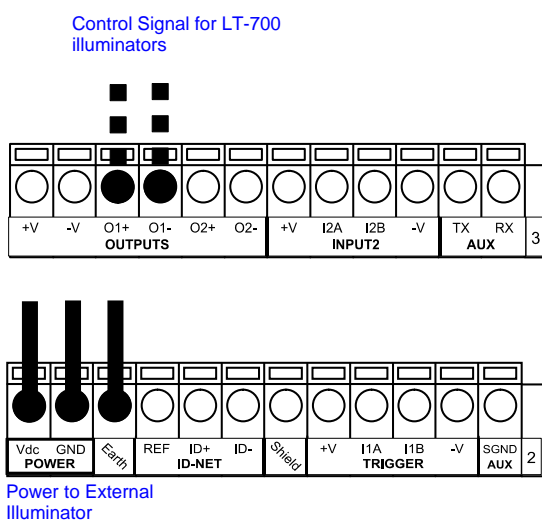 Control Signal for LT-700
illuminators
+V -V O1+ O1- O2+ O2- +V I2A I2B -V TX RX
OUTPUTS INPUT2 AUX 3
Vdc GND Earth REF ID+ ID- Shield +V I1A I1B -V SGND
POWER ID-NET TRIGGER AUX 2
Power to External
Illuminator